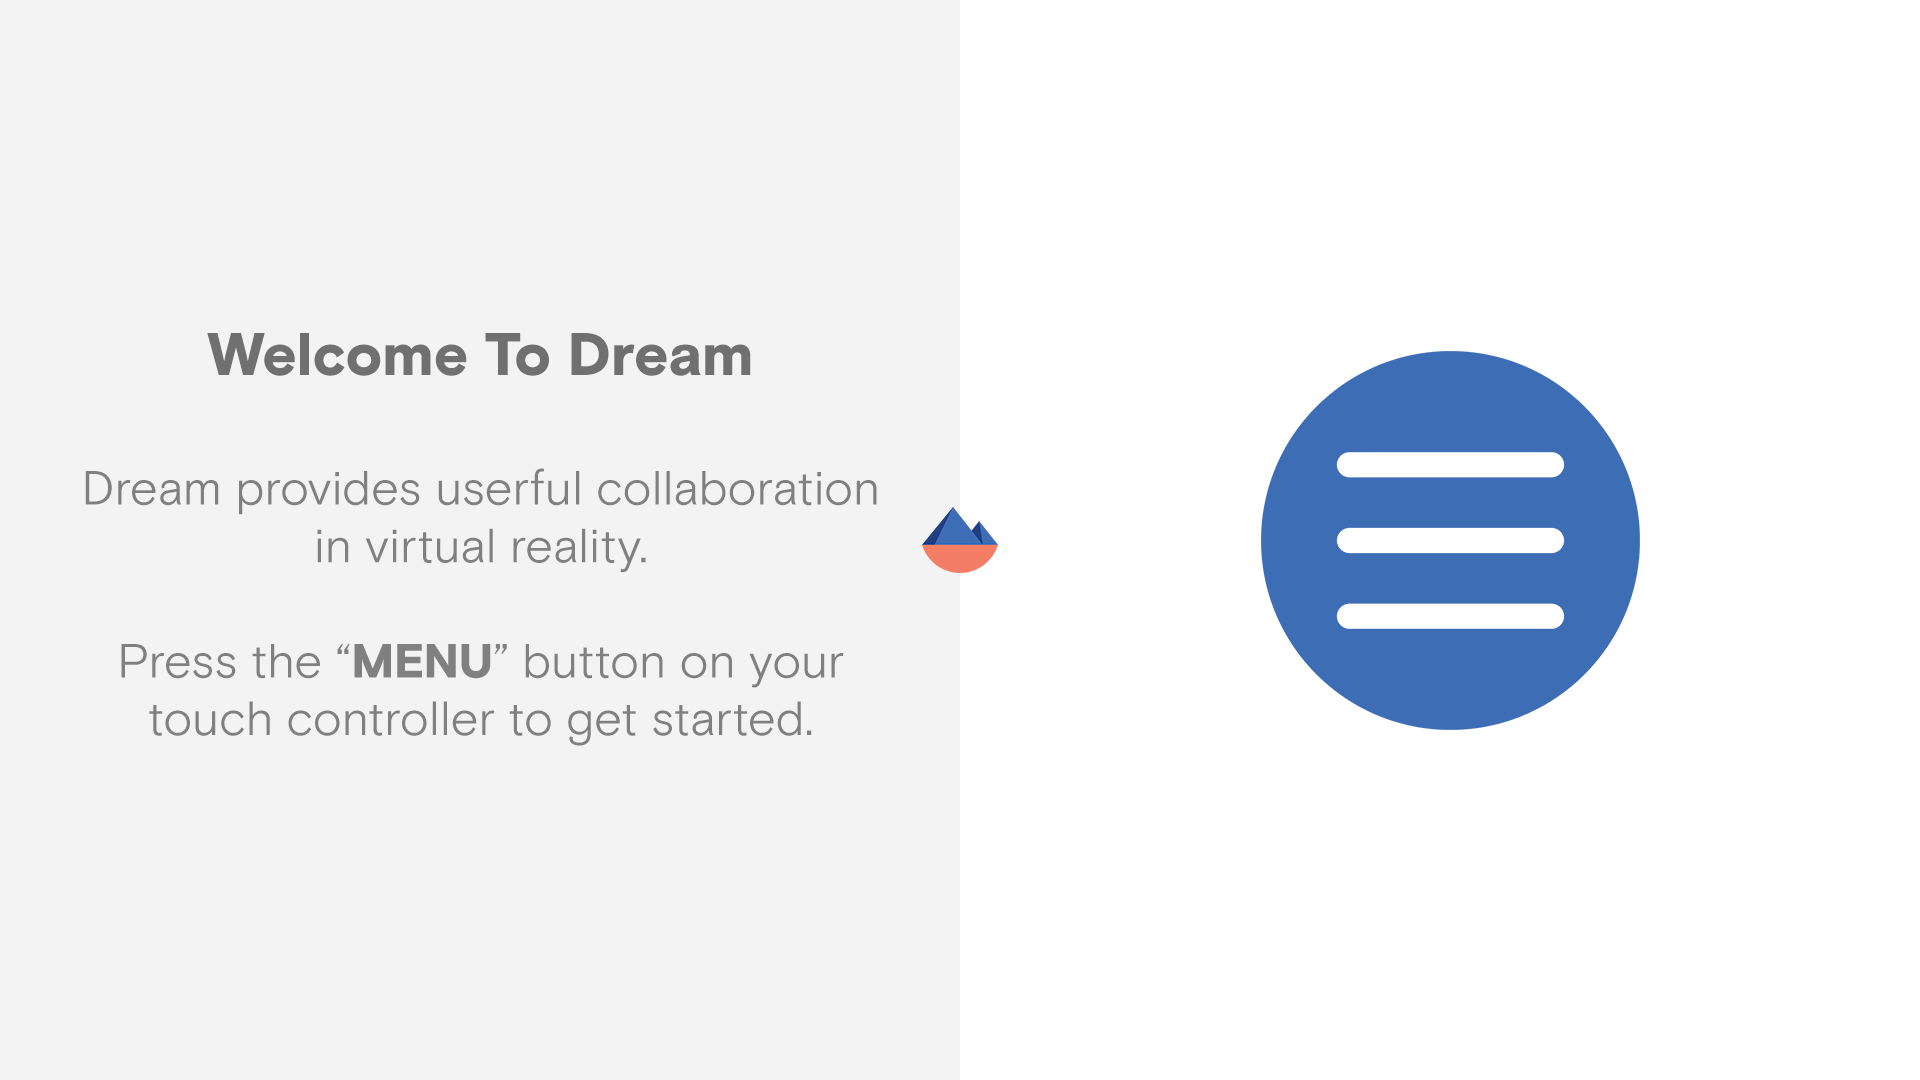 Welcome To Dream
Dream provides userful collaboration
in virtual reality.
Press the “MENU” button on your
touch controller to get started.